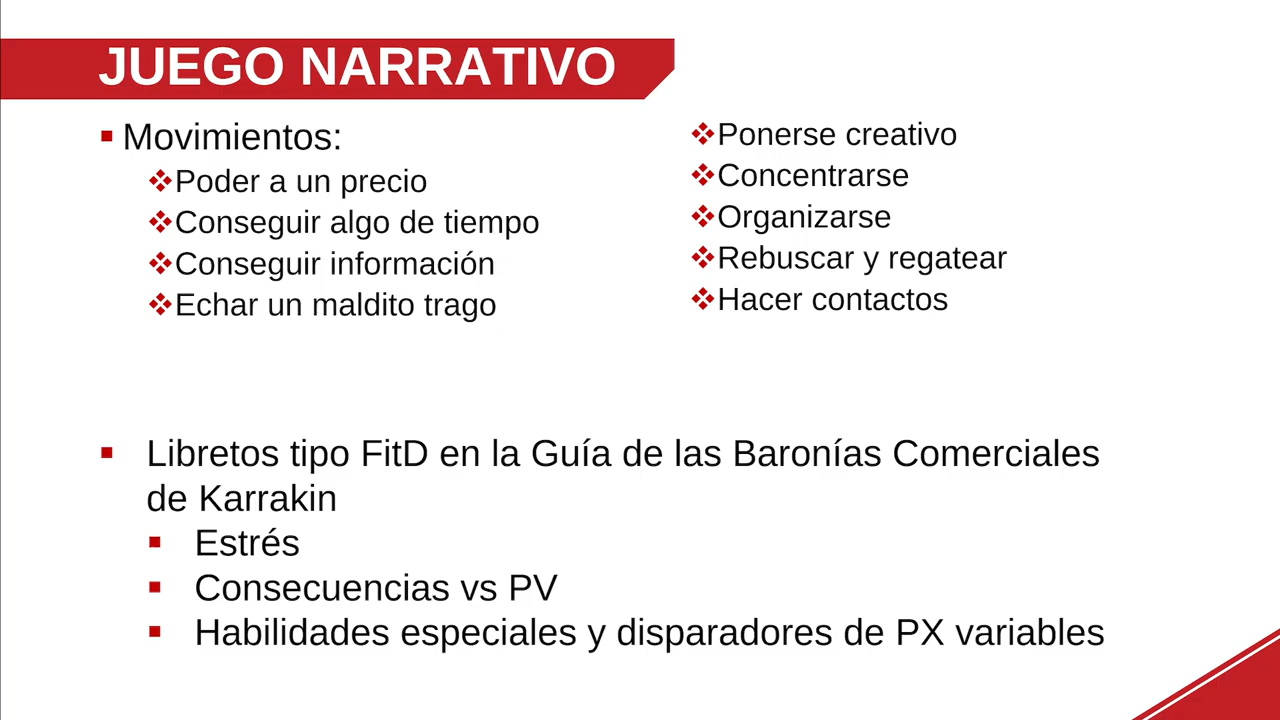 JUEGO NARRATIVO
Movimientos:
Poder a un precio
Conseguir algo de tiempo
Conseguir información
Echar un maldito trago
Ponerse creativo
Concentrarse
Organizarse
Rebuscar y regatear
Hacer contactos
Libretos tipo FitD en la Guía de las Baronías Comerciales
de Karrakin
Estrés
Consecuencias vs PV
Habilidades especiales y disparadores de PX variables